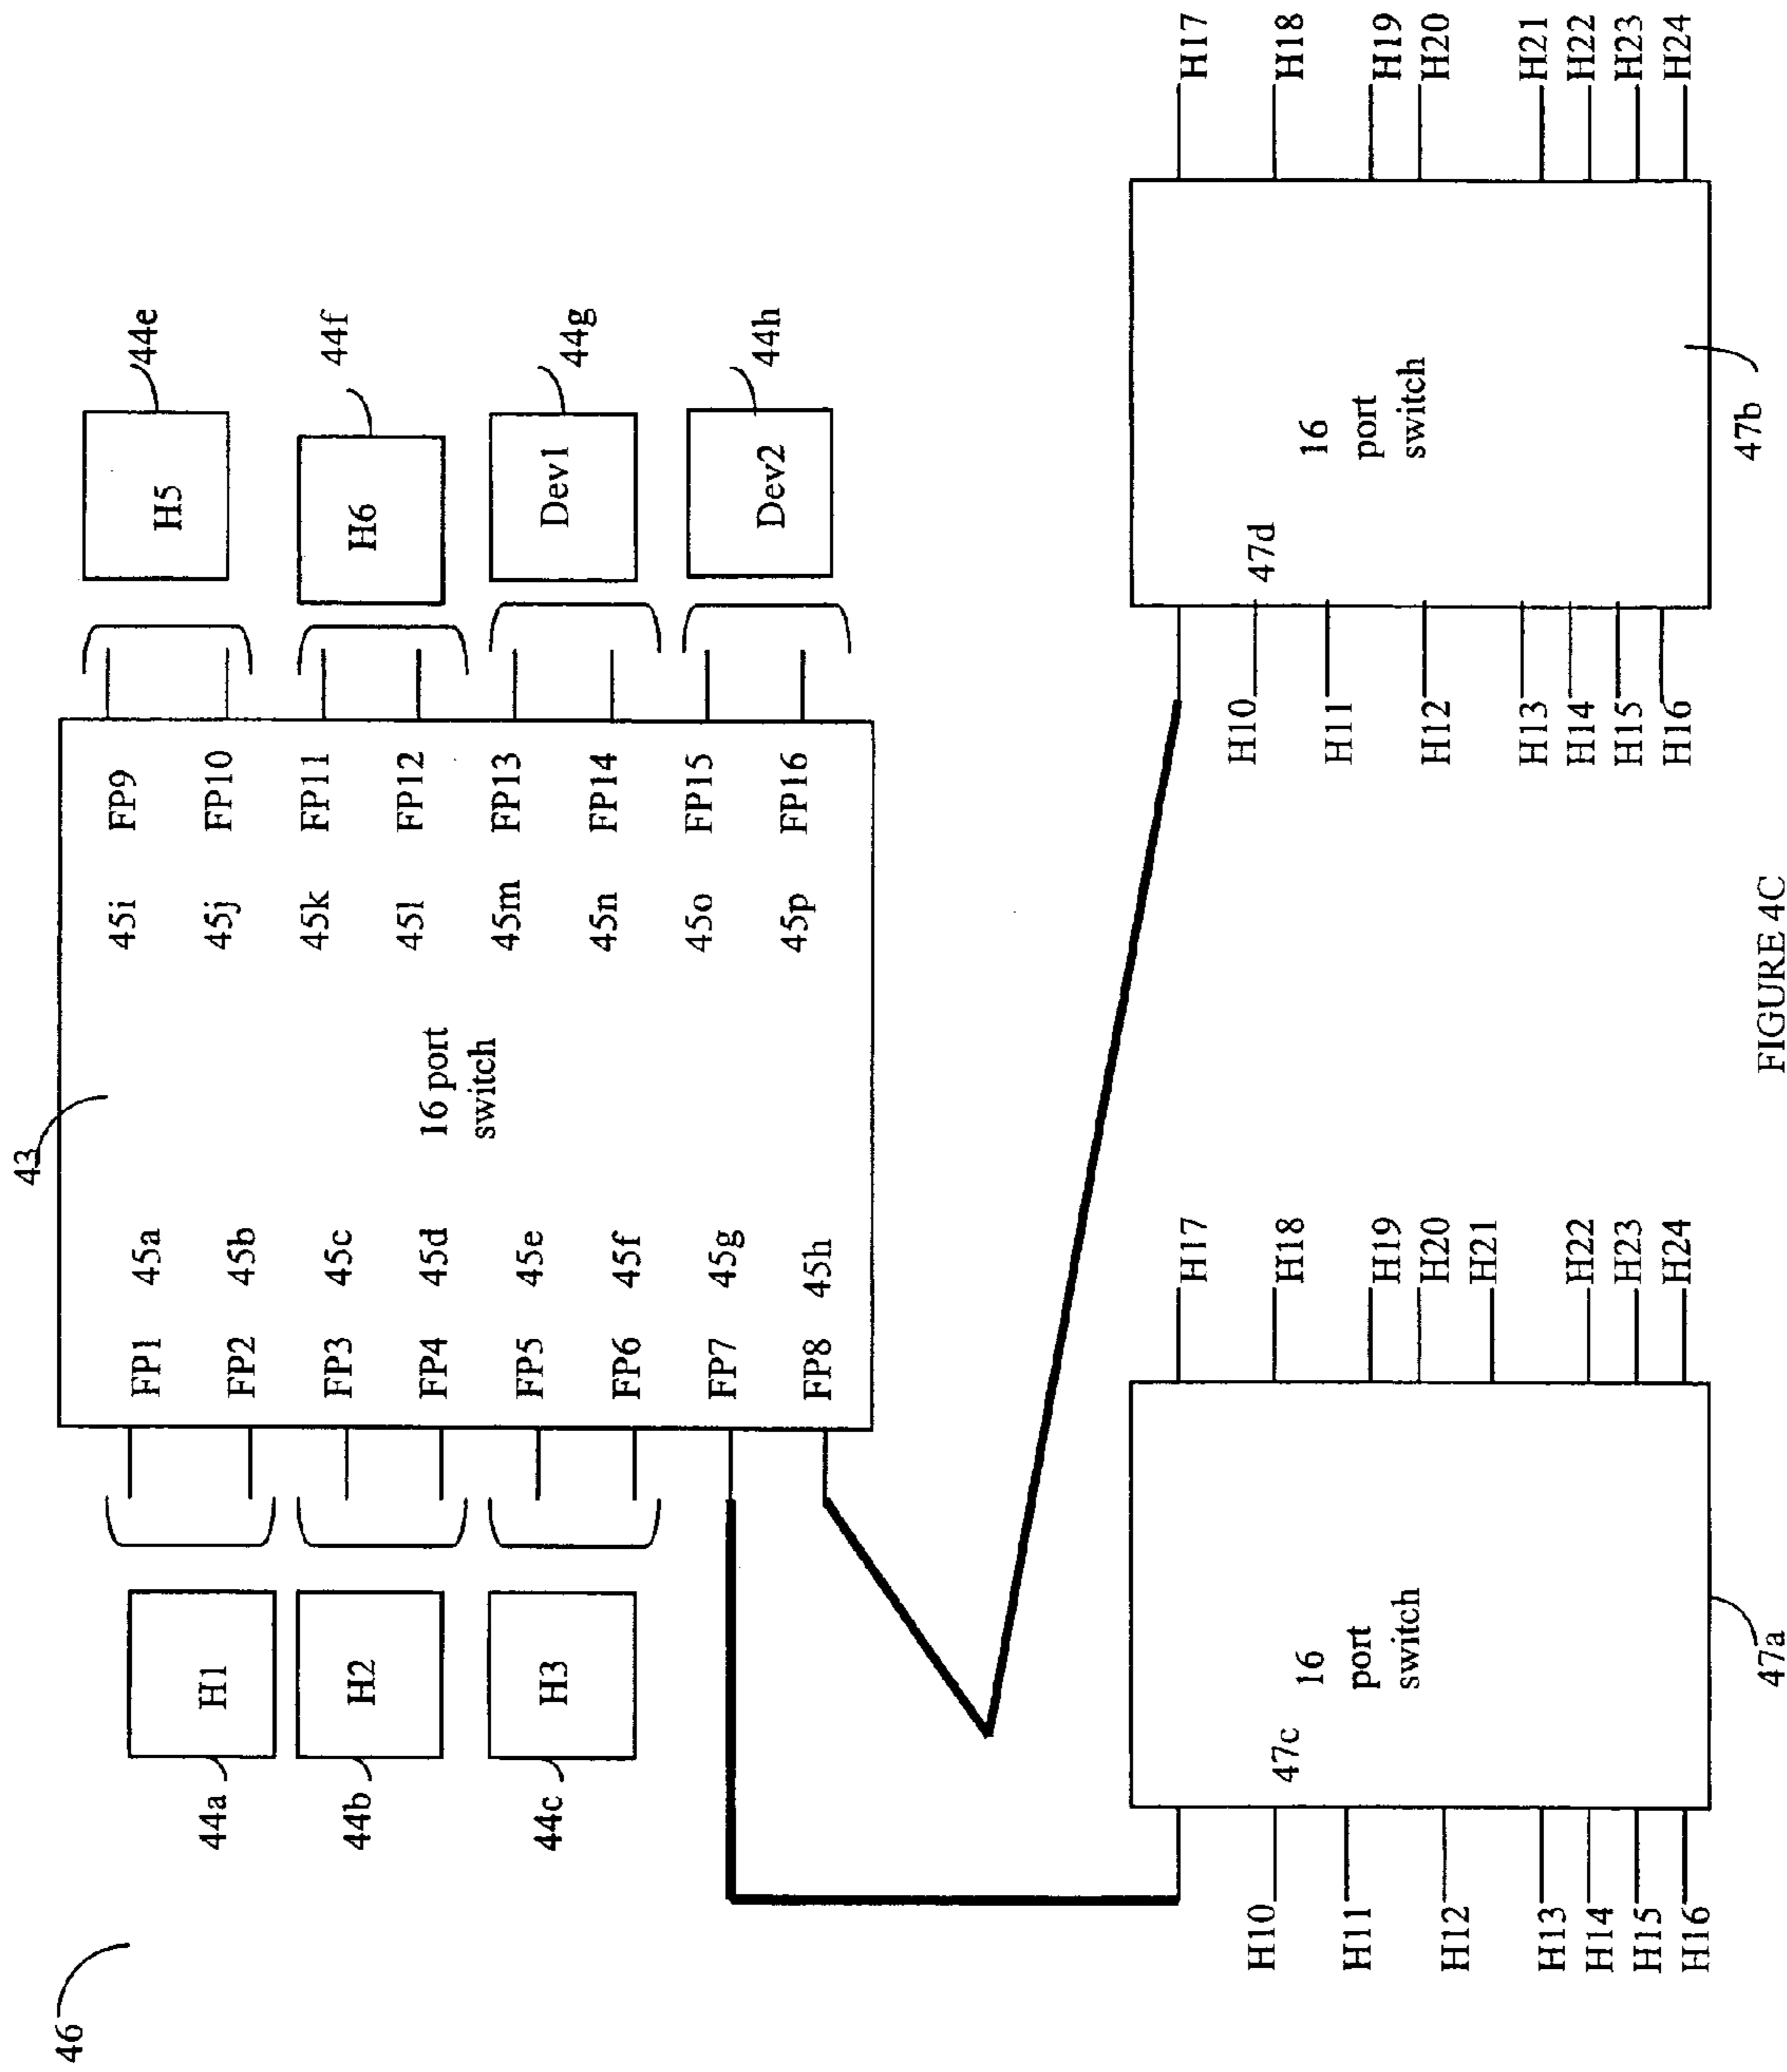 46
43
44a
H1
44b
H2
44c
H3
FP1 45a
FP2 45b
FP3 45c
FP4 45d
FP5 45e
FP6 45f
FP7 45g
FP8 45h
16 port
switch
45i FP9
45j FP10
45k FP11
45l FP12
45m FP13
45n FP14
45o FP15
45p FP16
H5
44e
H6
44f
Dev1
44g
Dev2
44h
H10
H11
H12
H13
H14
H15
H16
47c
16
port
switch
47a
H17
H18
H19
H20
H21
H22
H23
H24
H10
H11
H12
H13
H14
H15
H16
47d
16
port
switch
47b
H17
H18
H19
H20
H21
H22
H23
H24
FIGURE 4C